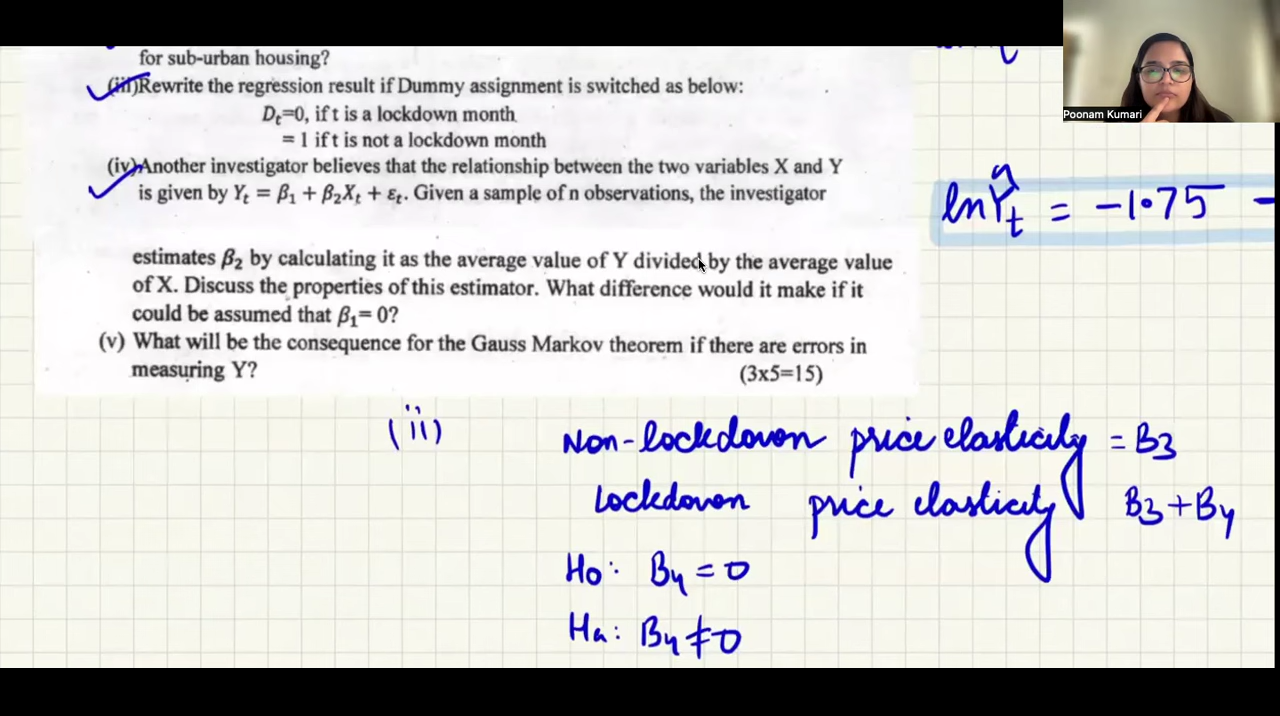 for sub-urban housing?
(iii) Rewrite the regression result if Dummy assignment is switched as below:
Dₜ=0, if t is a lockdown month
= 1 if t is not a lockdown month
(iv) Another investigator believes that the relationship between the two variables X and Y
is given by Yₜ = β₁ + β₂Xₜ + εₜ. Given a sample of n observations, the investigator
estimates β₂ by calculating it as the average value of Y divided by the average value
of X. Discuss the properties of this estimator. What difference would it make if it
could be assumed that β₁= 0?
(v) What will be the consequence for the Gauss Markov theorem if there are errors in
measuring Y?
(3x5=15)
Poonam Kumari
ln Ŷₜ = -1.75 -
(ii)
Non-lockdown price elasticity = B₃
Lockdown price elasticity B₃+B₄
Ho: B₄ = 0
Ha: B₄ ≠ 0